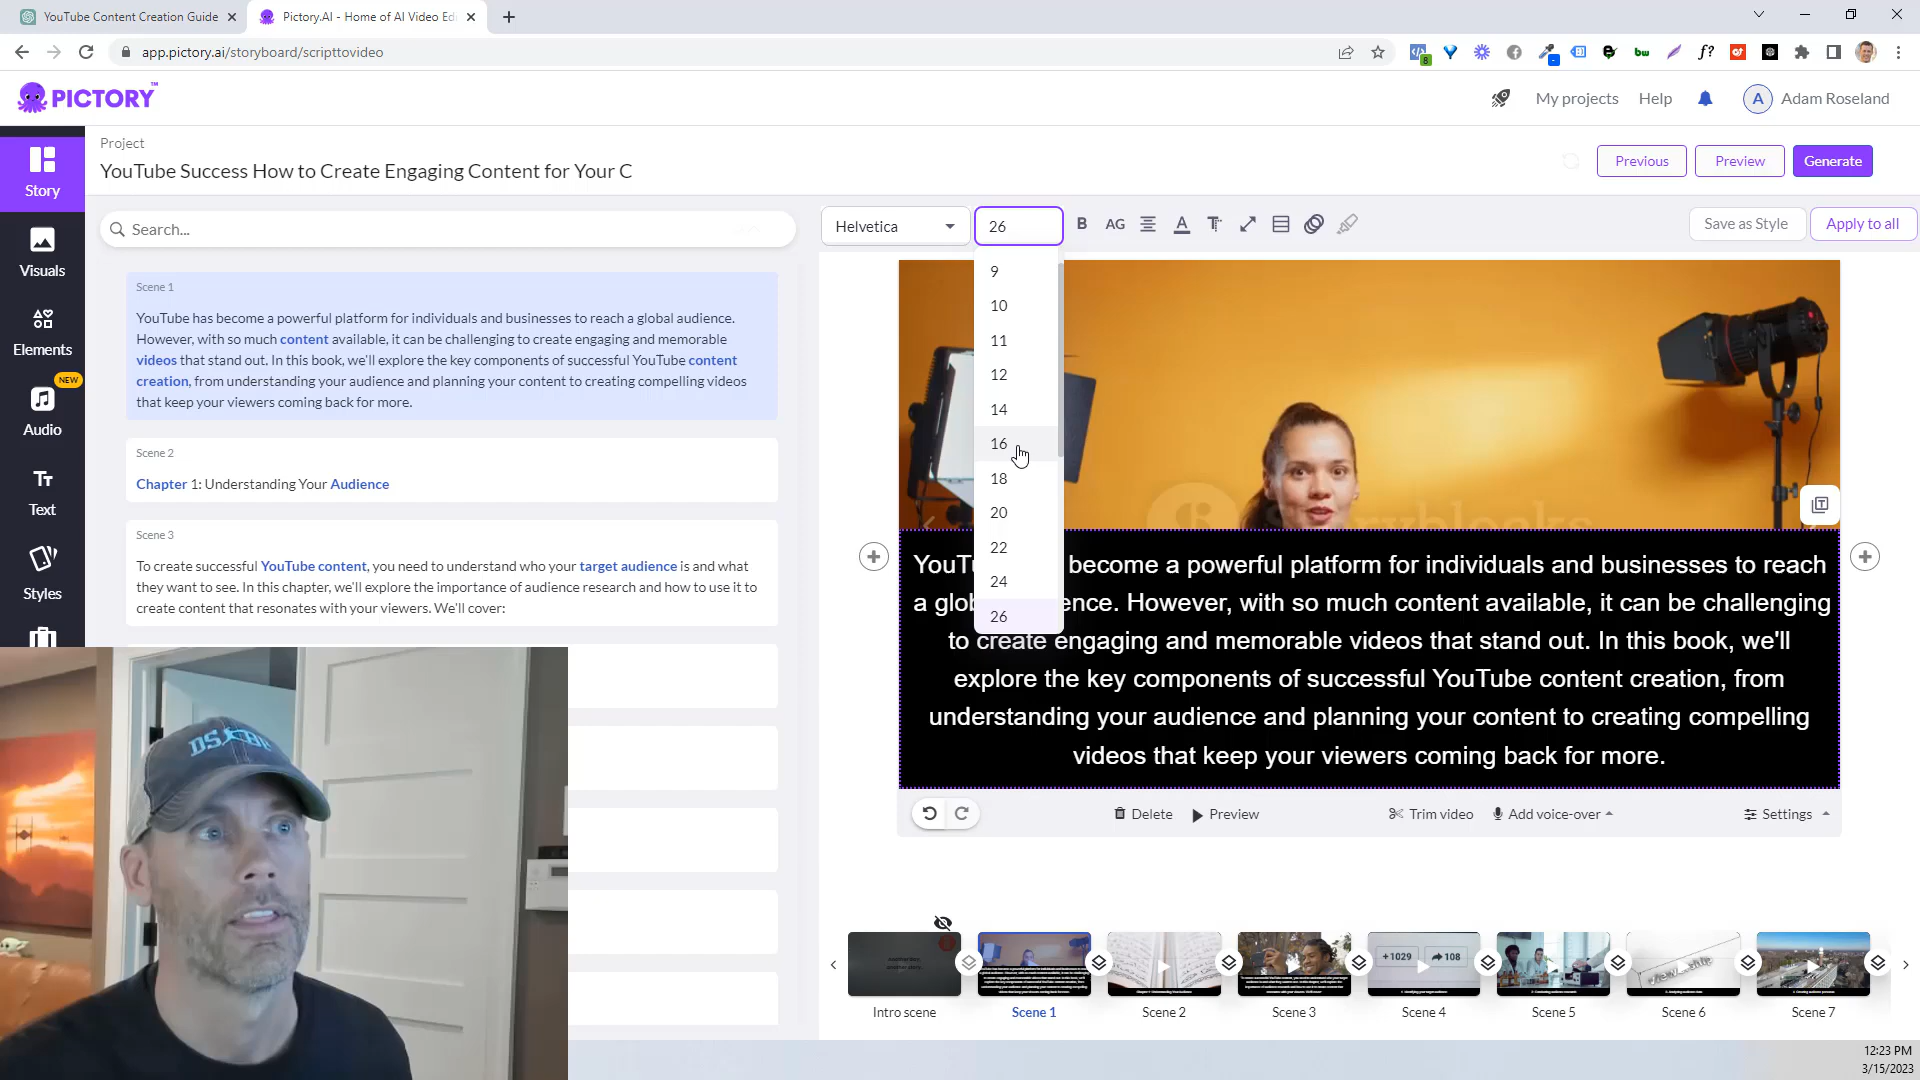 YouTube Content Creation Guide
Pictory.AI - Home of AI Video Edi
app.pictory.ai/storyboard/scripttovideo
8
bw
f?
PICTORY
My projects
Help
A
Adam Roseland
Project
YouTube Success How to Create Engaging Content for Your C
Previous
Preview
Generate
Story
Visuals
Elements
NEW
Audio
Text
Styles
Search...
Helvetica
26
B
AG
Save as Style
Apply to all
9
10
11
12
14
16
18
20
22
24
26
Scene 1
YouTube has become a powerful platform for individuals and businesses to reach a global audience.
However, with so much content available, it can be challenging to create engaging and memorable
videos that stand out. In this book, we'll explore the key components of successful YouTube content
creation, from understanding your audience and planning your content to creating compelling videos
that keep your viewers coming back for more.
Scene 2
Chapter 1: Understanding Your Audience
Scene 3
To create successful YouTube content, you need to understand who your target audience is and what
they want to see. In this chapter, we'll explore the importance of audience research and how to use it to
create content that resonates with your viewers. We'll cover:
Storyblocks
become a powerful platform for individuals and businesses to reach
However, with so much content available, it can be challenging
to create engaging and memorable videos that stand out. In this book, we'll
explore the key components of successful YouTube content creation, from
understanding your audience and planning your content to creating compelling
videos that keep your viewers coming back for more.
Delete
Preview
Trim video
Add voice-over
Settings
+1029
108
Intro scene
Scene 1
Scene 2
Scene 3
Scene 4
Scene 5
Scene 6
Scene 7
12:23 PM
3/15/2023